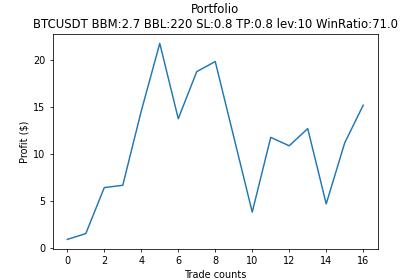 Portfolio
BTCUSDT BBM:2.7 BBL:220 SL:0.8 TP:0.8 lev:10 WinRatio:71.0
Profit ($)
20
15
10
5
0
0 2 4 6 8 10 12 14 16
Trade counts